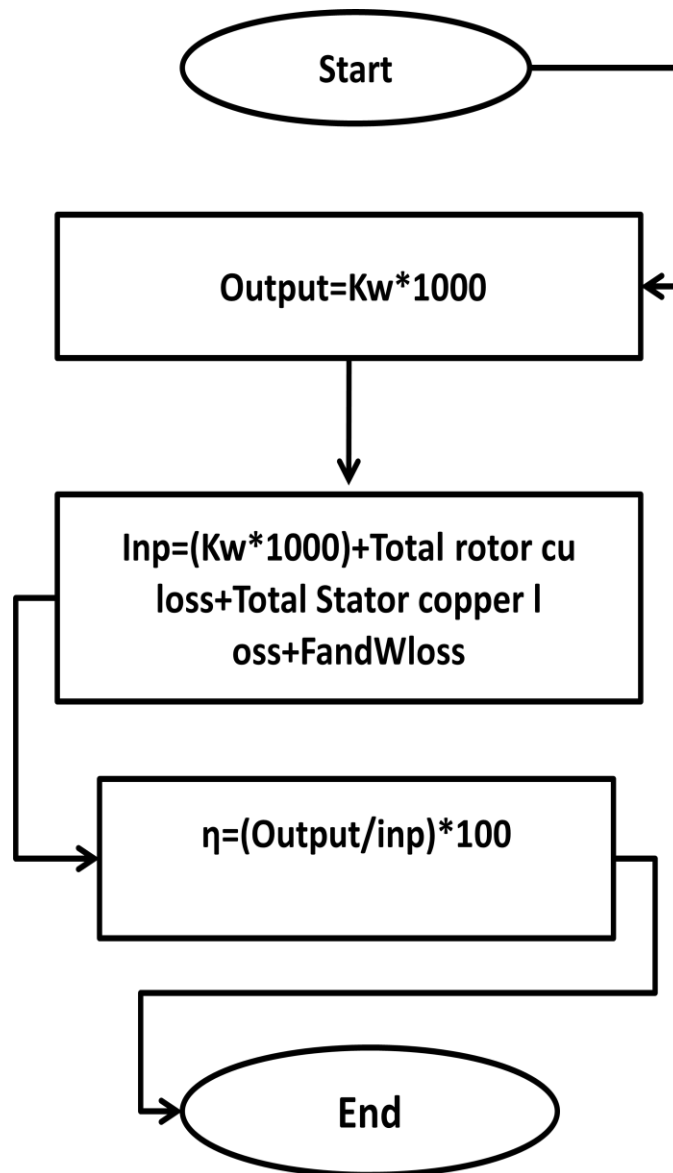 Start
Output=Kw*1000
Inp=(Kw*1000)+Total rotor cu
loss+Total Stator copper l
oss+FandWloss
η=(Output/inp)*100
End